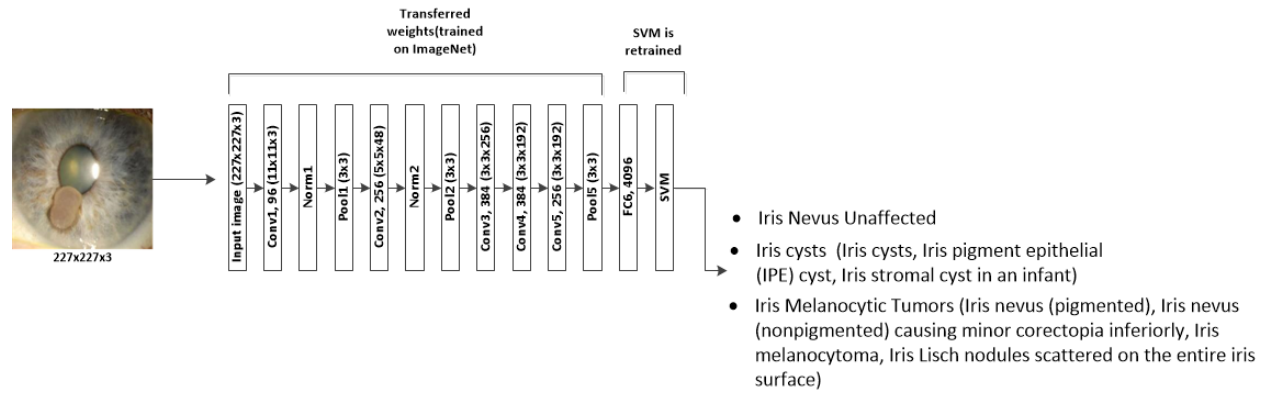 Transferred
weights(trained
on ImageNet)
SVM is
retrained
227x227x3
Input image (227x227x3)
Conv1, 96 (11x11x3)
Norm1
Pool1 (3x3)
Conv2, 256 (5x5x48)
Norm2
Pool2 (3x3)
Conv3, 384 (3x3x256)
Conv4, 384 (3x3x192)
Conv5, 256 (3x3x192)
Pool5 (3x3)
FC6, 4096
SVM
• Iris Nevus Unaffected
• Iris cysts (Iris cysts, Iris pigment epithelial
(IPE) cyst, Iris stromal cyst in an infant)
• Iris Melanocytic Tumors (Iris nevus (pigmented), Iris nevus
(nonpigmented) causing minor corectopia inferiorly, Iris
melanocytoma, Iris Lisch nodules scattered on the entire iris
surface)